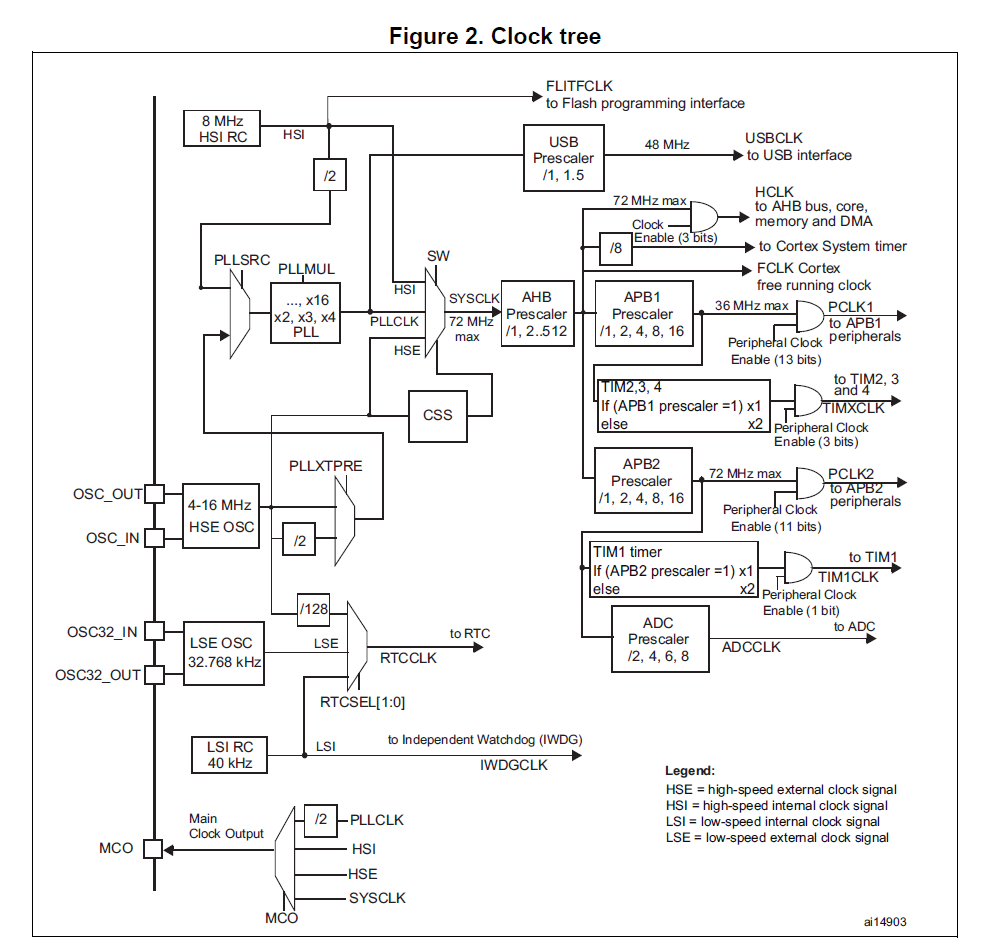 Figure 2. Clock tree
FLITFCLK
to Flash programming interface
8 MHz
HSI RC
HSI
/2
USB
Prescaler
/1, 1.5
48 MHz
USBCLK
to USB interface
72 MHz max
HCLK
to AHB bus, core,
memory and DMA
Clock
Enable (3 bits)
/8
to Cortex System timer
FCLK Cortex
free running clock
PLLSRC
PLLMUL
..., x16
x2, x3, x4
PLL
SW
HSI
PLLCLK
HSE
SYSCLK
72 MHz
max
AHB
Prescaler
/1, 2..512
APB1
Prescaler
/1, 2, 4, 8, 16
36 MHz max
PCLK1
to APB1
peripherals
Peripheral Clock
Enable (13 bits)
TIM2,3, 4
If (APB1 prescaler =1) x1
else x2
to TIM2, 3
and 4
TIMXCLK
Peripheral Clock
Enable (3 bits)
CSS
PLLXTPRE
OSC_OUT
OSC_IN
4-16 MHz
HSE OSC
/2
APB2
Prescaler
/1, 2, 4, 8, 16
72 MHz max
PCLK2
to APB2
peripherals
Peripheral Clock
Enable (11 bits)
TIM1 timer
If (APB2 prescaler =1) x1
else x2
to TIM1
TIM1CLK
Peripheral Clock
Enable (1 bit)
ADC
Prescaler
/2, 4, 6, 8
to ADC
ADCCLK
/128
OSC32_IN
OSC32_OUT
LSE OSC
32.768 kHz
LSE
to RTC
RTCCLK
RTCSEL[1:0]
LSI RC
40 kHz
LSI
to Independent Watchdog (IWDG)
IWDGCLK
Legend:
HSE = high-speed external clock signal
HSI = high-speed internal clock signal
LSI = low-speed internal clock signal
LSE = low-speed external clock signal
MCO
Main
Clock Output
/2
PLLCLK
HSI
HSE
SYSCLK
MCO
ai14903